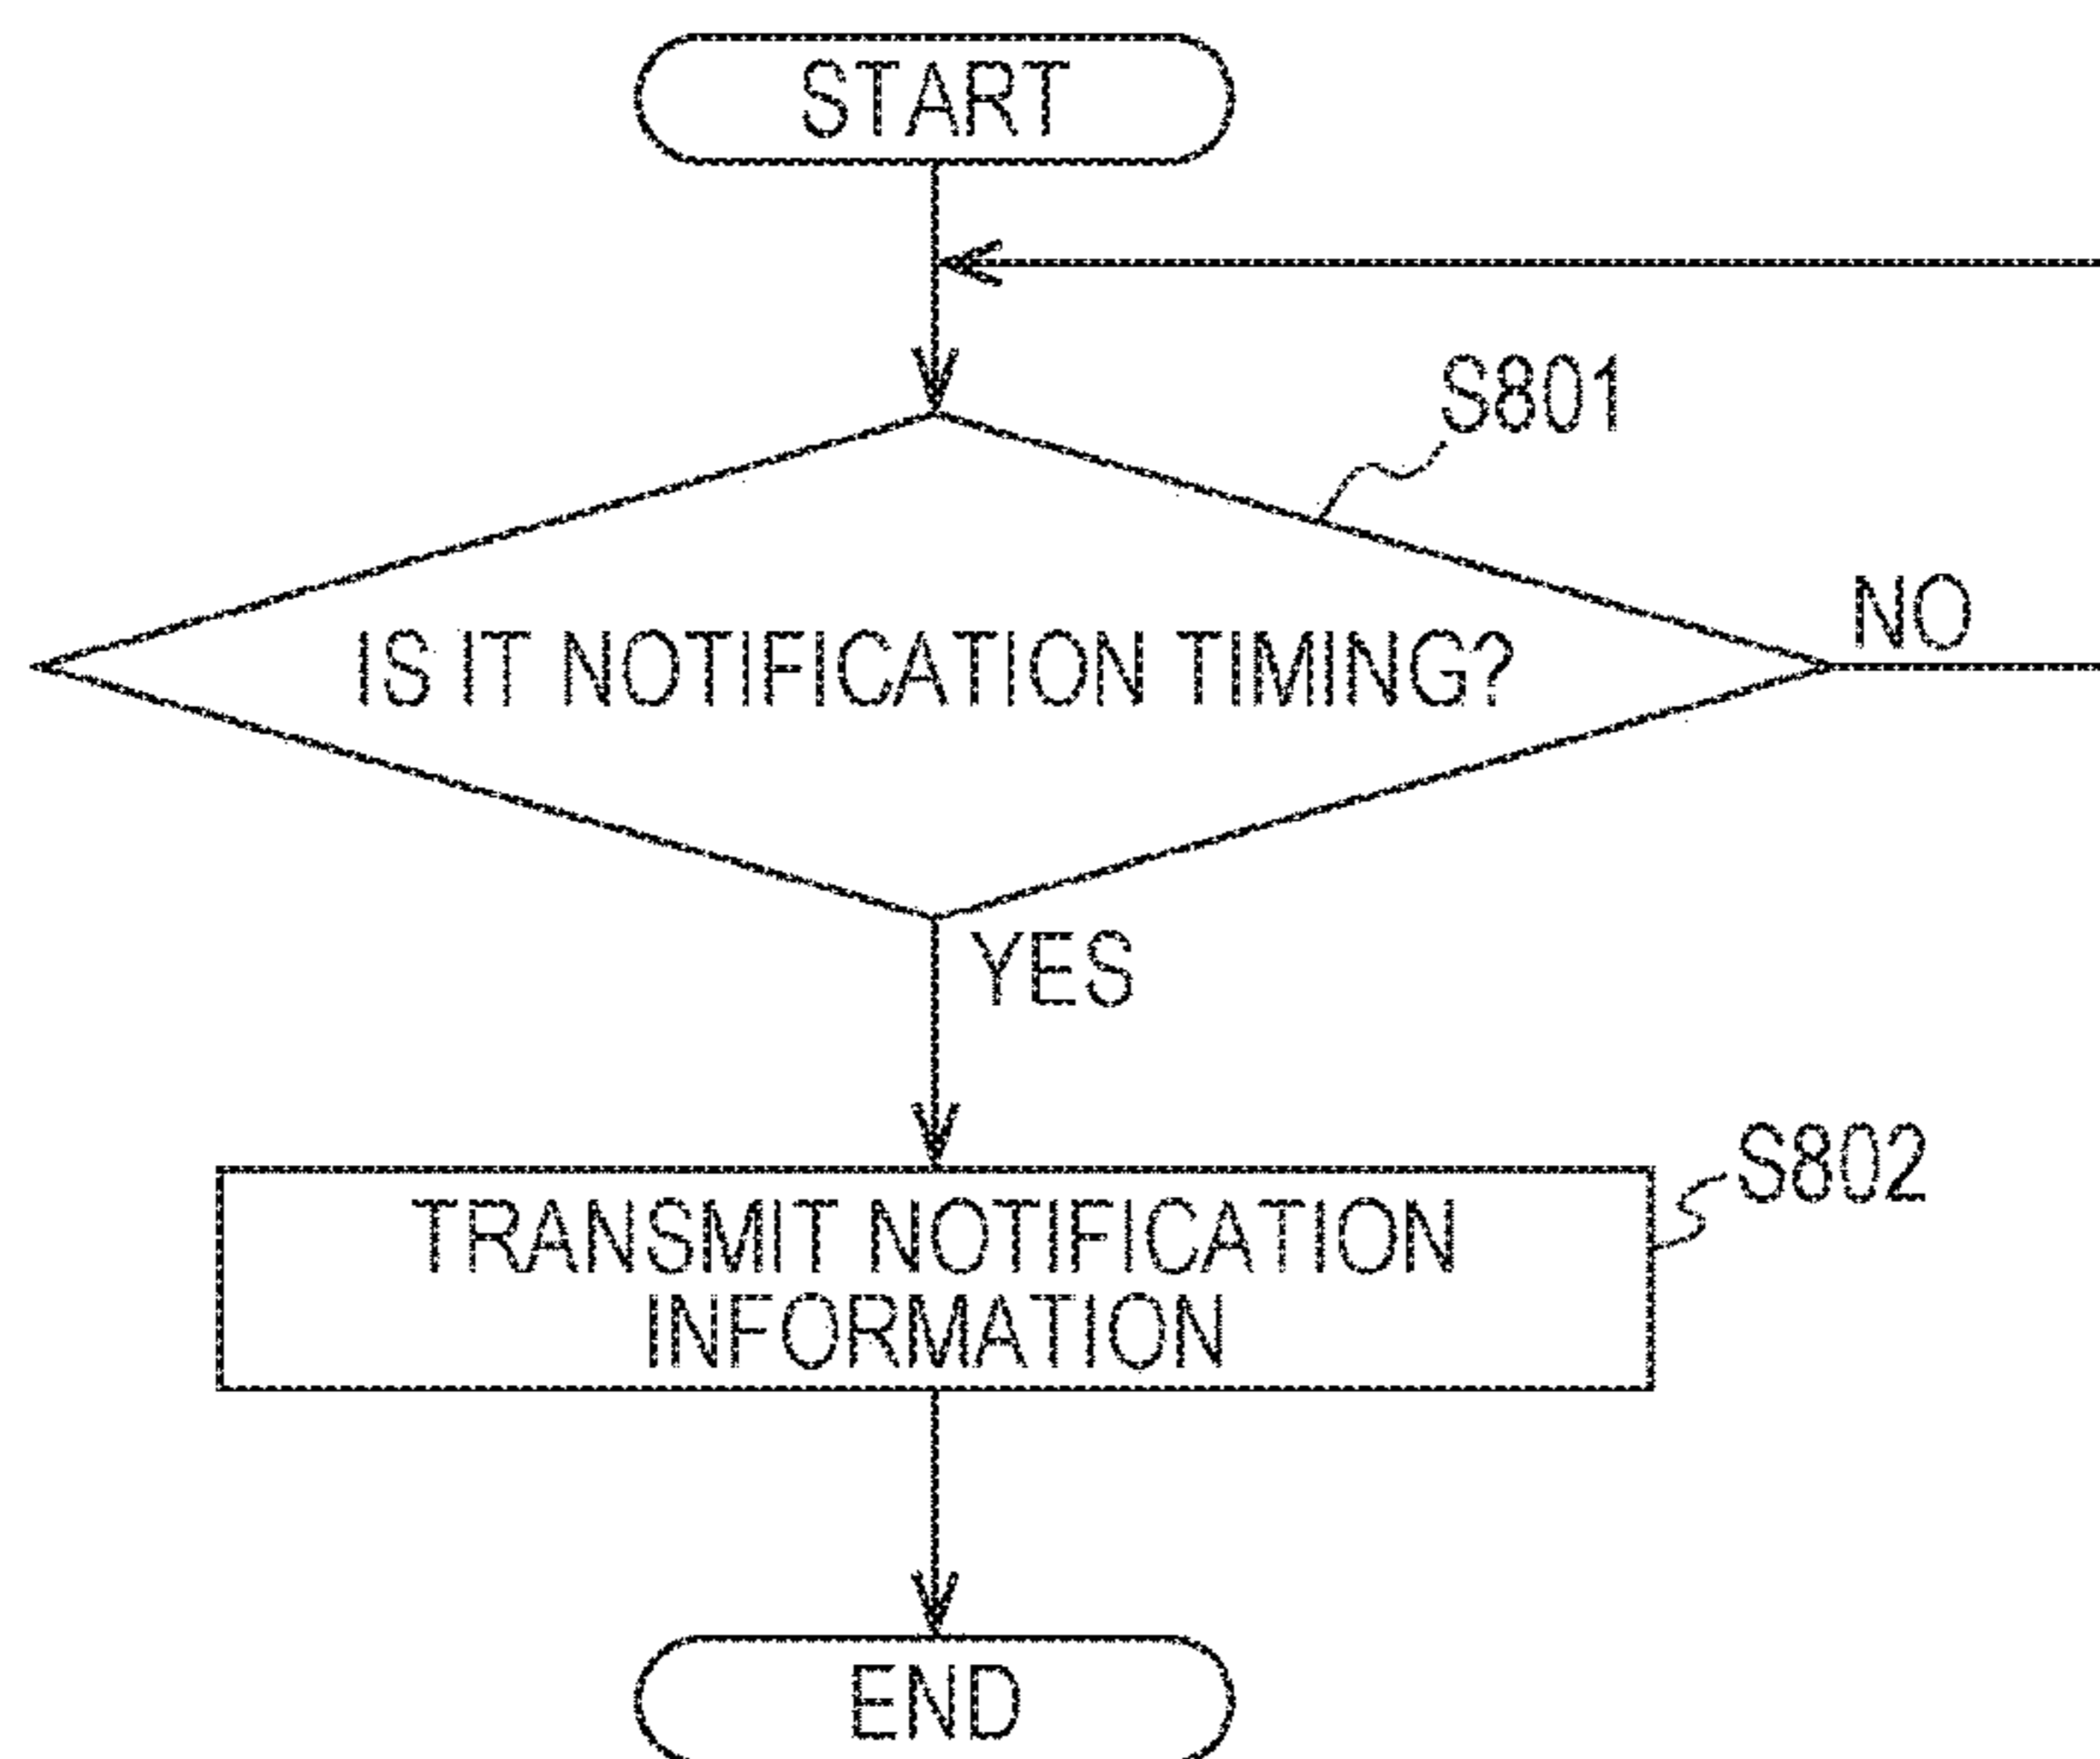 START
S801
IS IT NOTIFICATION TIMING?
NO
YES
S802
TRANSMIT NOTIFICATION
INFORMATION
END